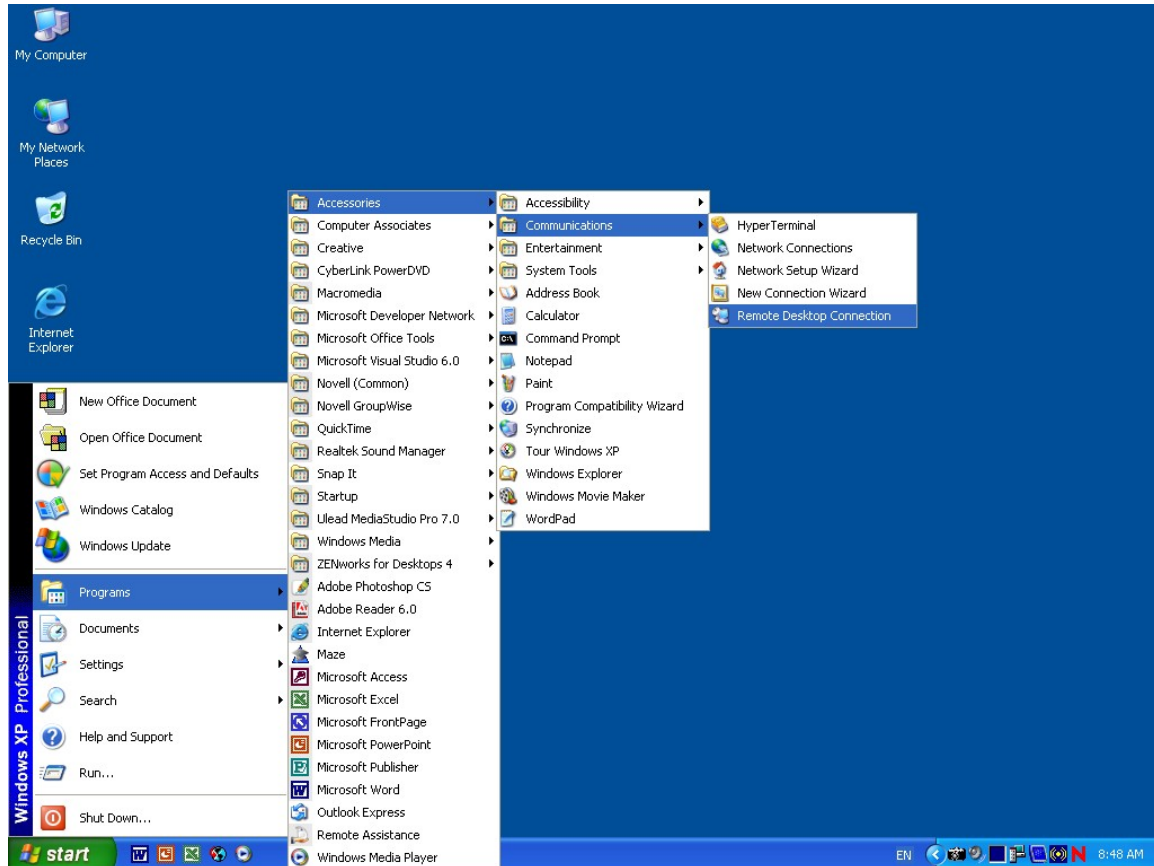 My Computer
My Network
Places
Recycle Bin
Internet
Explorer
New Office Document
Open Office Document
Set Program Access and Defaults
Windows Catalog
Windows Update
Programs
Documents
Settings
Search
Help and Support
Run...
Shut Down...
Windows XP Professional
Accessories
Computer Associates
Creative
CyberLink PowerDVD
Macromedia
Microsoft Developer Network
Microsoft Office Tools
Microsoft Visual Studio 6.0
Novell (Common)
Novell GroupWise
QuickTime
Realtek Sound Manager
Snap It
Startup
Ulead MediaStudio Pro 7.0
Windows Media
ZENworks for Desktops 4
Adobe Photoshop CS
Adobe Reader 6.0
Internet Explorer
Maze
Microsoft Access
Microsoft Excel
Microsoft FrontPage
Microsoft PowerPoint
Microsoft Publisher
Microsoft Word
Outlook Express
Remote Assistance
Windows Media Player
Accessibility
Communications
Entertainment
System Tools
Address Book
Calculator
Command Prompt
Notepad
Paint
Program Compatibility Wizard
Synchronize
Tour Windows XP
Windows Explorer
Windows Movie Maker
WordPad
HyperTerminal
Network Connections
Network Setup Wizard
New Connection Wizard
Remote Desktop Connection
start
EN
N
8:48 AM